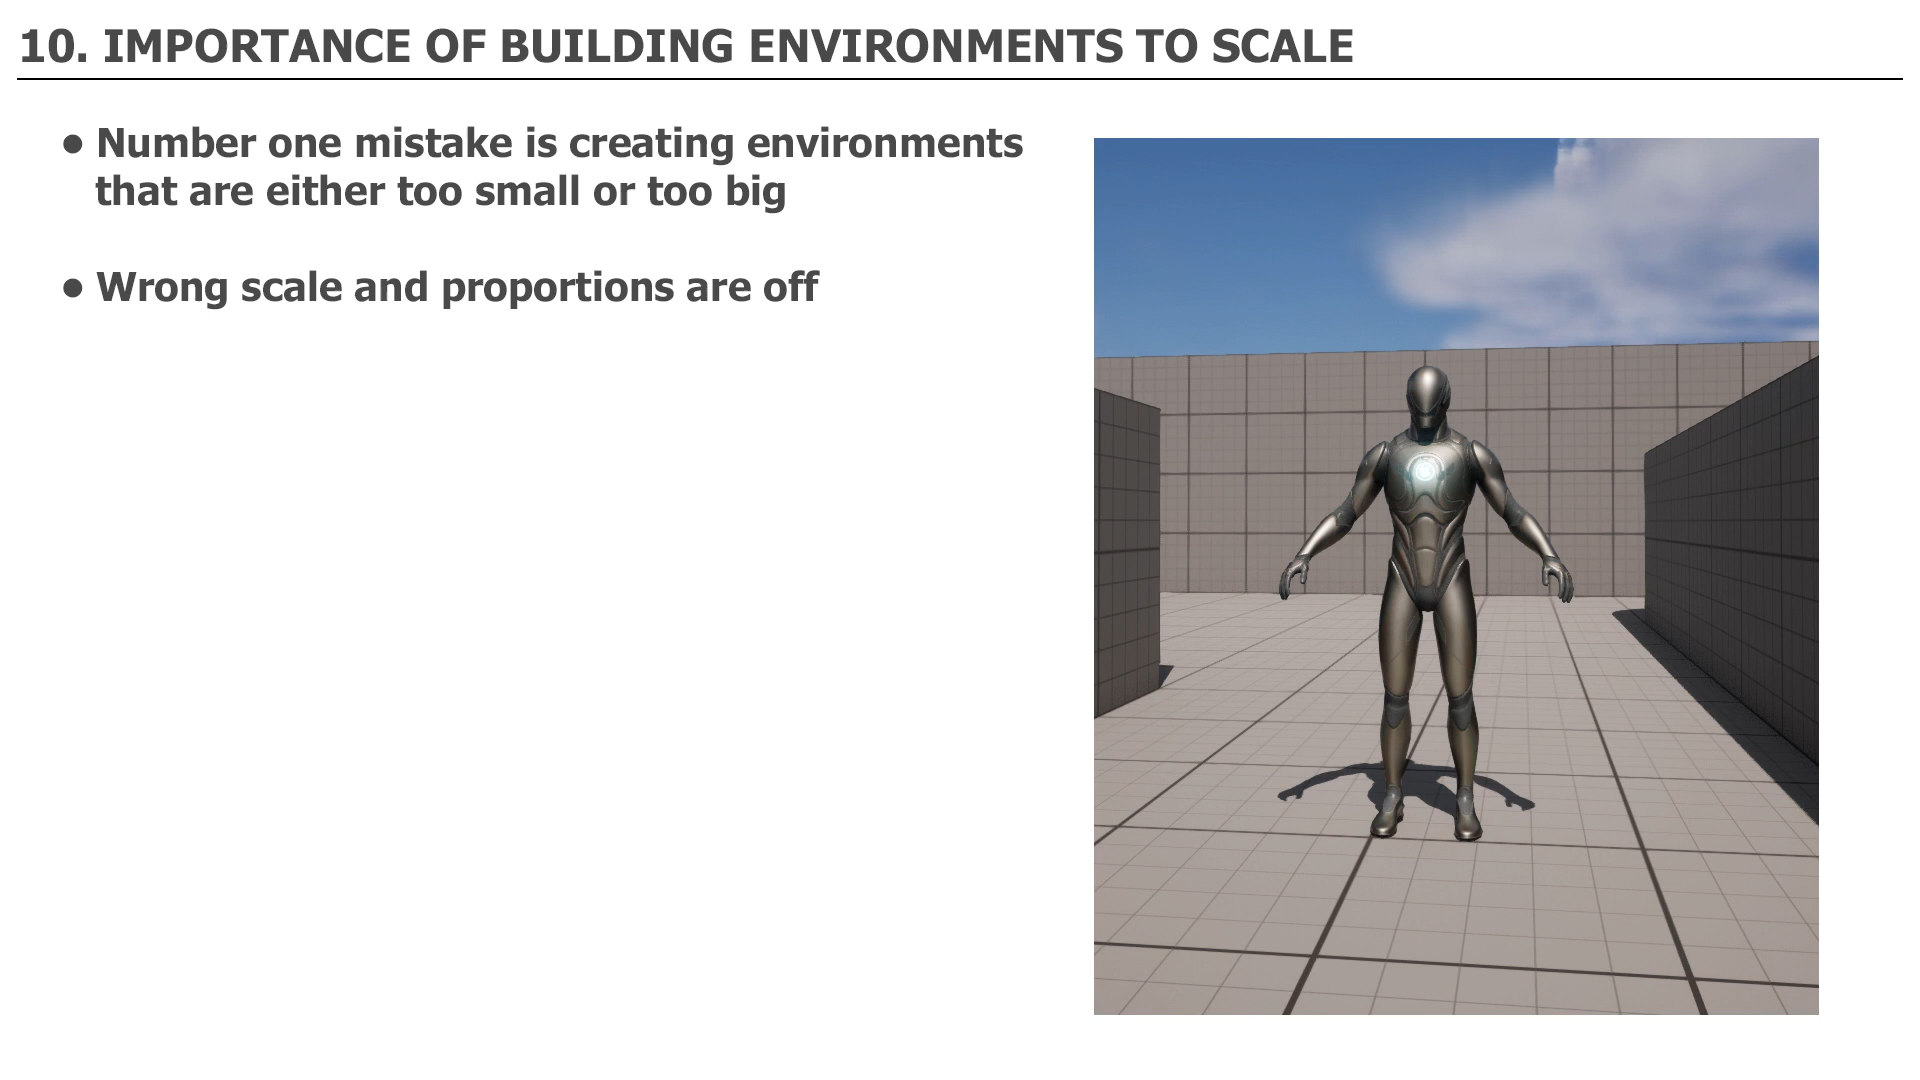 10. IMPORTANCE OF BUILDING ENVIRONMENTS TO SCALE
• Number one mistake is creating environments
that are either too small or too big
• Wrong scale and proportions are off